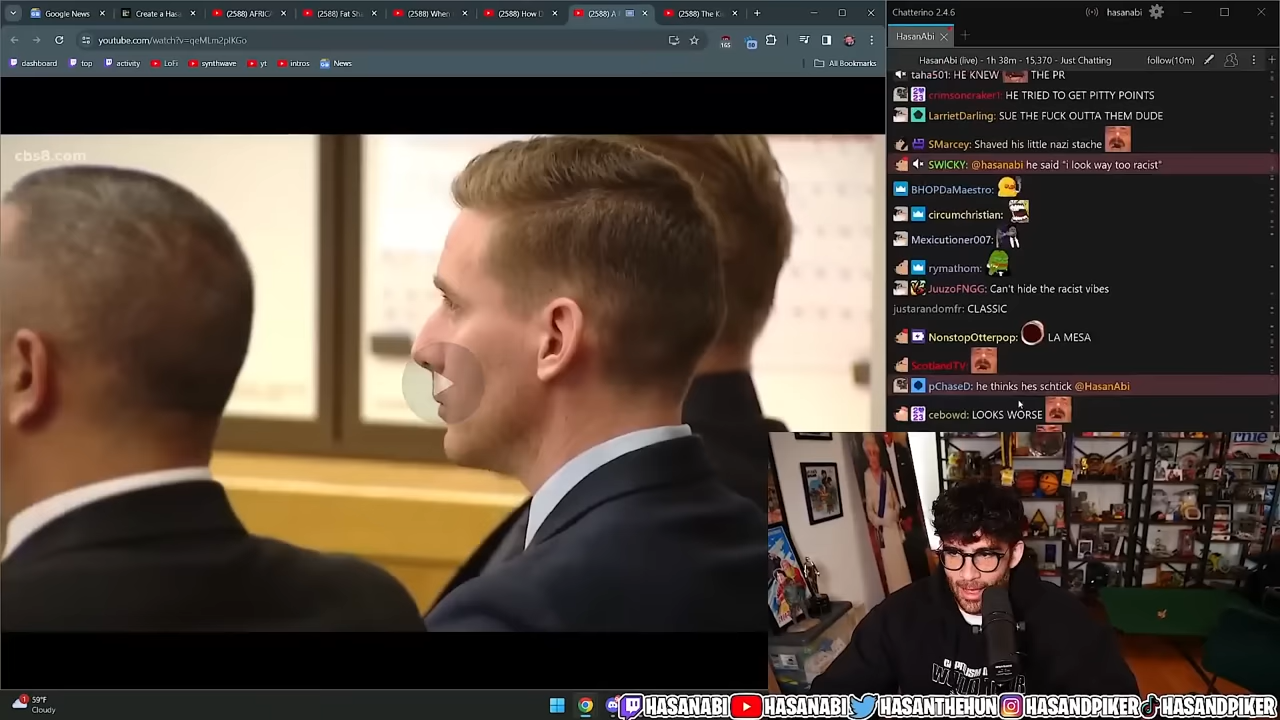 Google News
Create a Hasa
(2588) AFRIC
(2588) Fat Sh
(2588) When
(2588) How D
(2588) A
(2588) The Ki
youtube.com/watch?v=qeMLm2plKGo
165
dashboard
top
activity
LoFi
synthwave
yt
intros
News
All Bookmarks
cbs8.com
Chatterino 2.4.6
hasanabi
HasanAbi
HasanAbi (live) - 1h 38m - 15,370 - Just Chatting
follow(10m)
taha501: HE KNEW THE PR
crimsoncraker1: HE TRIED TO GET PITTY POINTS
LarrietDarling: SUE THE FUCK OUTTA THEM DUDE
SMarcey: Shaved his little nazi stache
SWICKY: @hasanabi he said "i look way too racist"
BHOPDaMaestro:
circumchristian:
Mexicutioner007:
rymathom:
JuuzoFNGG: Can't hide the racist vibes
justarandomfr: CLASSIC
NonstopOtterpop: LA MESA
ScotlandTV:
pChaseD: he thinks hes schtick @HasanAbi
cebowd: LOOKS WORSE
59°F
Cloudy
HASANABI
HASANABI
HASANTHEHUN
HASANDPIKER
HASANDPIKER